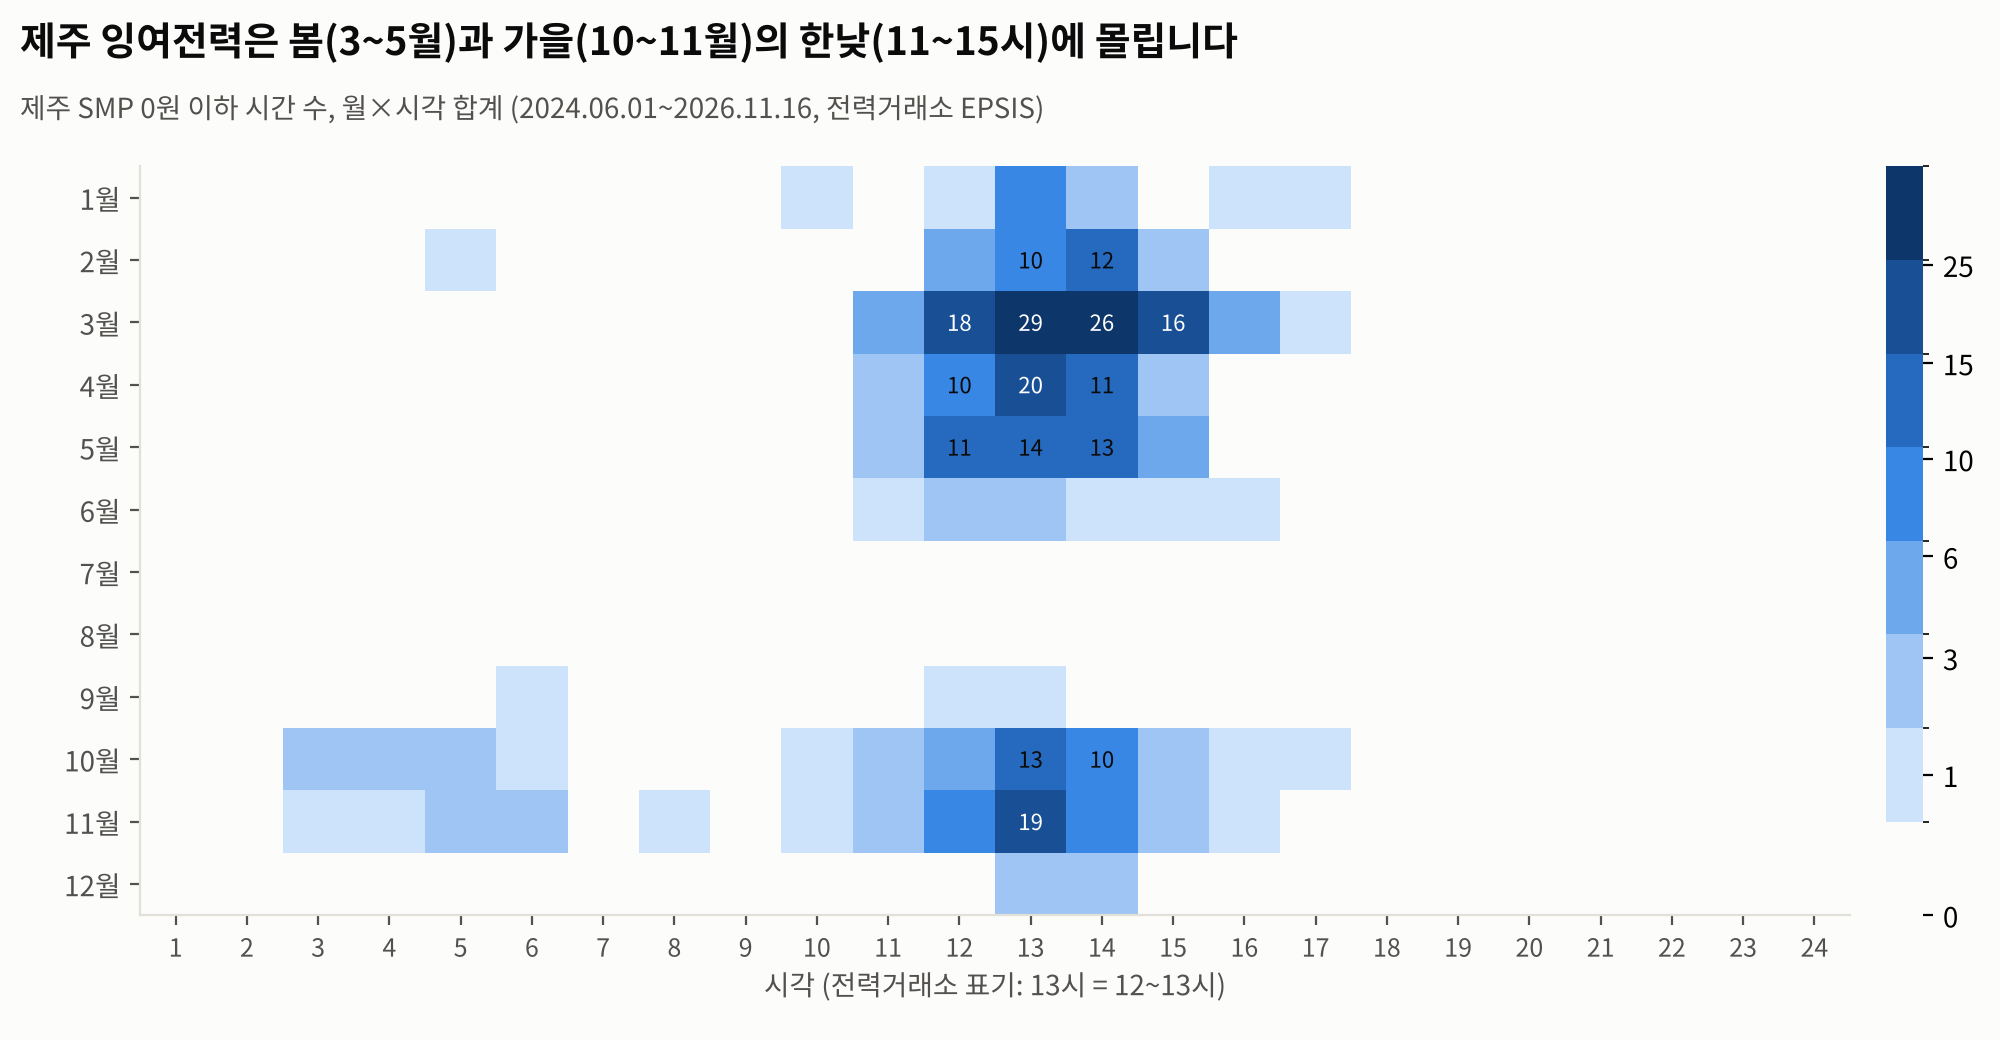 제주 잉여전력은 봄(3~5월)과 가을(10~11월)의 한낮(11~15시)에 몰립니다
제주 SMP 0원 이하 시간 수, 월×시각 합계 (2024.06.01~2026.11.16, 전력거래소 EPSIS)
1월
2월 10 12
3월 18 29 26 16
4월 10 20 11
5월 11 14 13
6월
7월
8월
9월
10월 13 10
11월 19
12월
1 2 3 4 5 6 7 8 9 10 11 12 13 14 15 16 17 18 19 20 21 22 23 24
시각 (전력거래소 표기: 13시 = 12~13시)
25
15
10
6
3
1
0